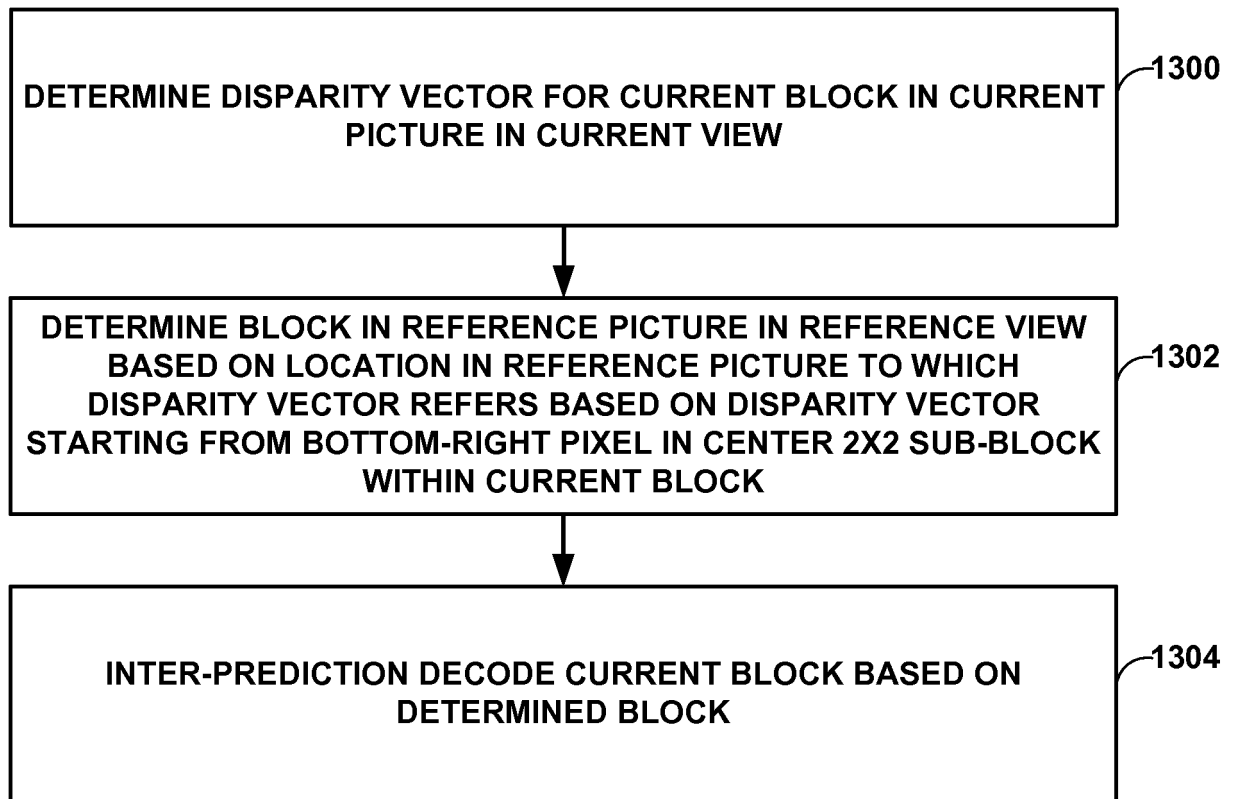 1300
DETERMINE DISPARITY VECTOR FOR CURRENT BLOCK IN CURRENT
PICTURE IN CURRENT VIEW
DETERMINE BLOCK IN REFERENCE PICTURE IN REFERENCE VIEW
1302
BASED ON LOCATION IN REFERENCE PICTURE TO WHICH
DISPARITY VECTOR REFERS BASED ON DISPARITY VECTOR
STARTING FROM BOTTOM-RIGHT PIXEL IN CENTER 2X2 SUB-BLOCK
WITHIN CURRENT BLOCK
1304
INTER-PREDICTION DECODE CURRENT BLOCK BASED ON
DETERMINED BLOCK